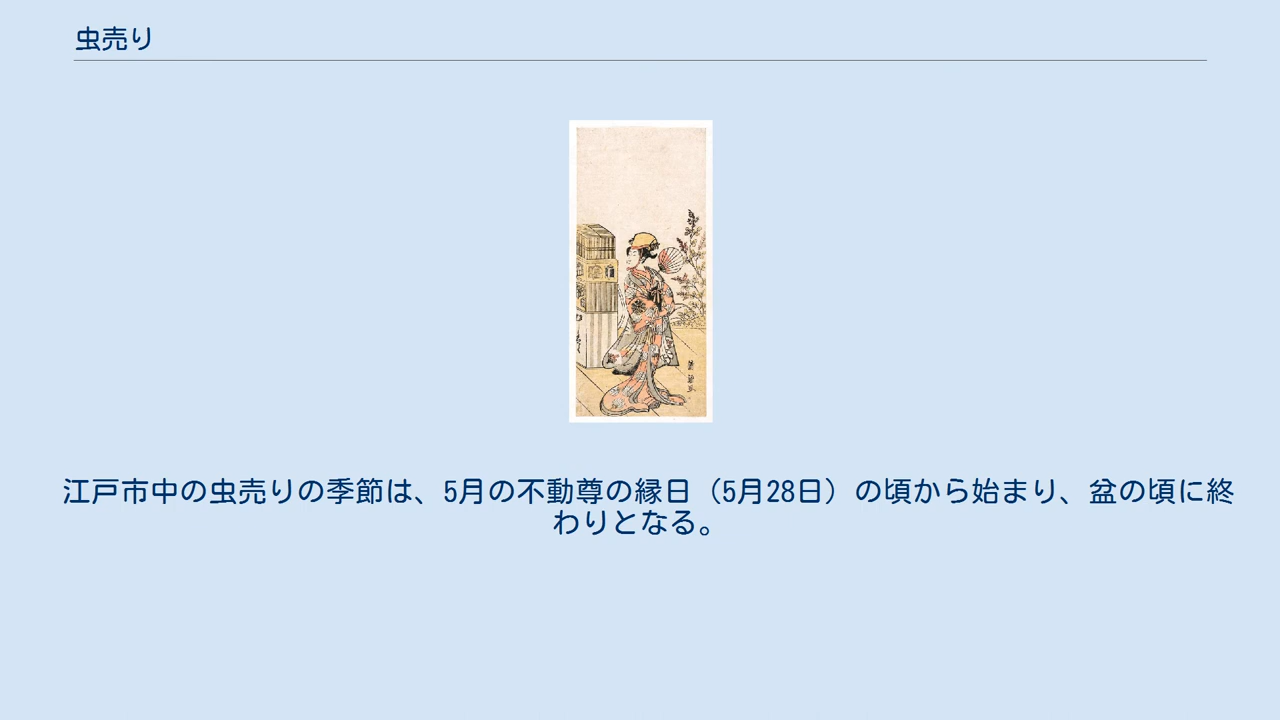 虫売り
江戸市中の虫売りの季節は、5月の不動尊の縁日（5月28日）の頃から始まり、盆の頃に終
わりとなる。